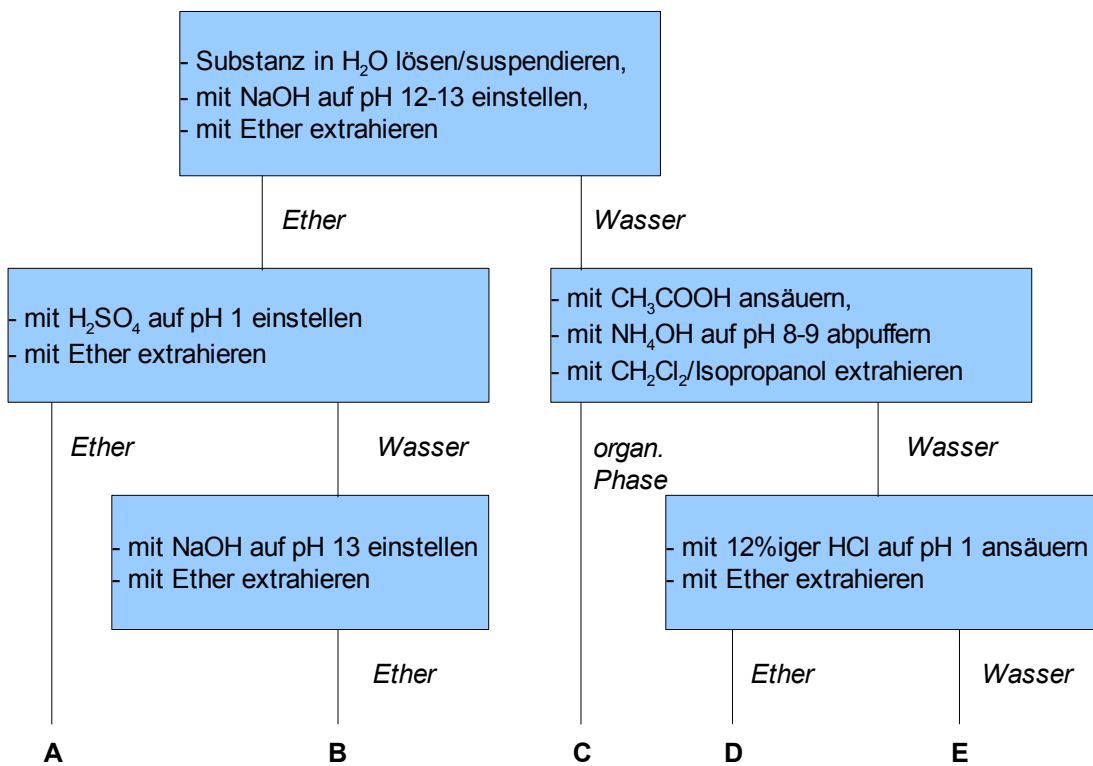 - Substanz in H₂O lösen/suspendieren,
- mit NaOH auf pH 12-13 einstellen,
- mit Ether extrahieren
Ether
Wasser
- mit H₂SO₄ auf pH 1 einstellen
- mit Ether extrahieren
- mit CH₃COOH ansäuern,
- mit NH₄OH auf pH 8-9 abpuffern
- mit CH₂Cl₂/Isopropanol extrahieren
Ether
Wasser
organ.
Phase
Wasser
- mit NaOH auf pH 13 einstellen
- mit Ether extrahieren
- mit 12%iger HCl auf pH 1 ansäuern
- mit Ether extrahieren
Ether
Ether
Wasser
A
B
C
D
E